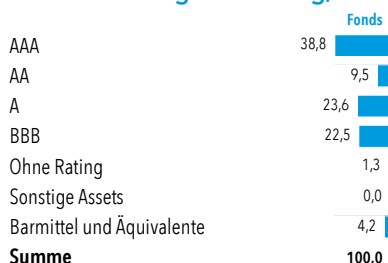 Fonds
AAA 38,8
AA 9,5
A 23,6
BBB 22,5
Ohne Rating 1,3
Sonstige Assets 0,0
Barmittel und Äquivalente 4,2
Summe 100,0